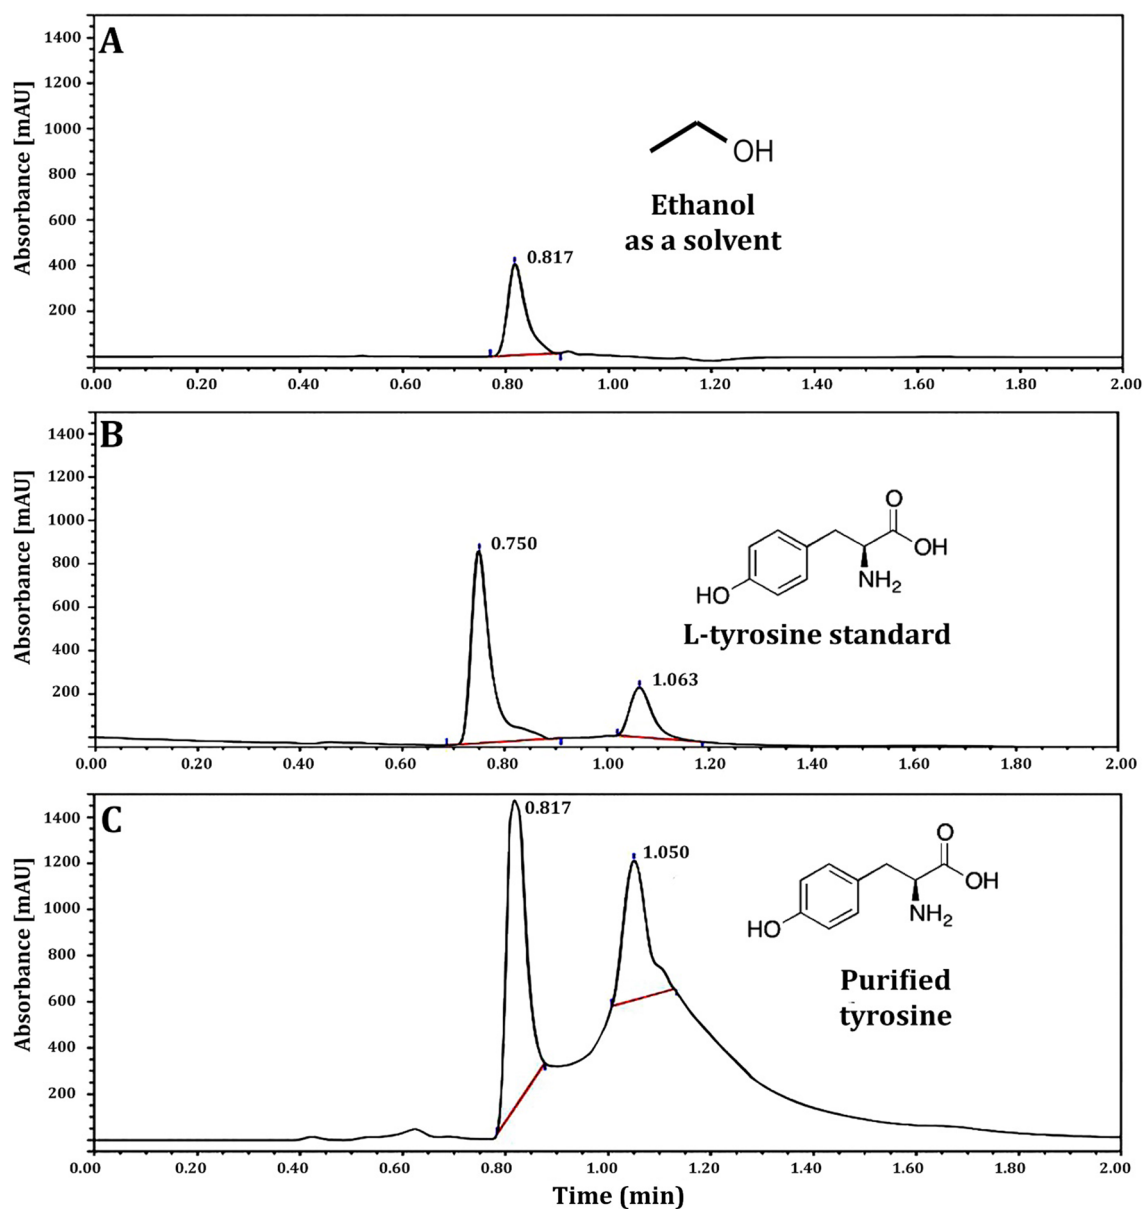 A
Absorbance [mAU]
1400
1200
1000
800
600
400
200
OH
Ethanol
as a solvent
0.817
0.00 0.20 0.40 0.60 0.80 1.00 1.20 1.40 1.60 1.80 2.00
B
Absorbance [mAU]
1400
1200
1000
800
600
400
200
0.750
1.063
O
OH
NH2
HO
L-tyrosine standard
0.00 0.20 0.40 0.60 0.80 1.00 1.20 1.40 1.60 1.80 2.00
C
Absorbance [mAU]
1400
1200
1000
800
600
400
200
0.817
1.050
O
OH
NH2
HO
Purified
tyrosine
0.00 0.20 0.40 0.60 0.80 1.00 1.20 1.40 1.60 1.80 2.00
Time (min)